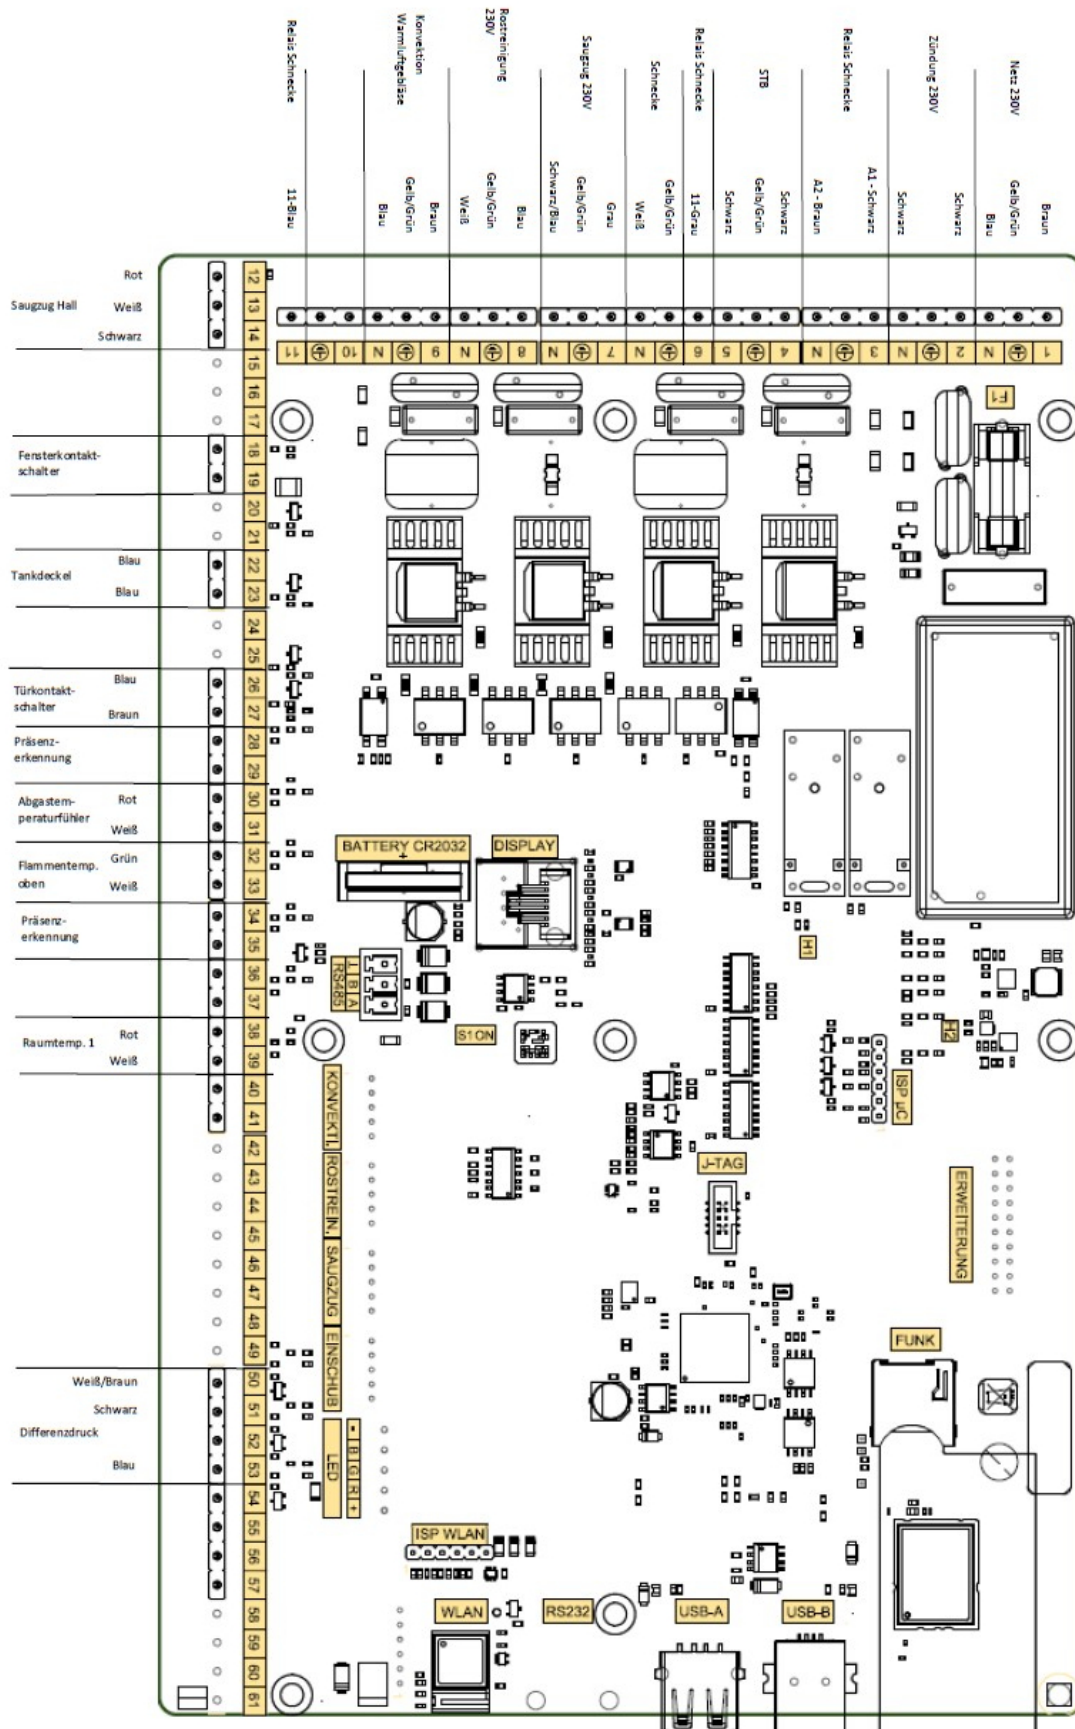 Relais Schnecke
Konvektion
Warmluftgebläse
Rostreinigung
230V
Saugzug 230V
Schnecke
Relais Schnecke
STB
Relais Schnecke
Zündung 230V
Netz 230V
11-Blau
Blau
Gelb/Grün
Braun
Weiß
Gelb/Grün
Blau
Schwarz/Blau
Gelb/Grün
Grau
Weiß
Gelb/Grün
11-Grau
Schwarz
Gelb/Grün
Schwarz
A2 - Braun
A1 - Schwarz
Schwarz
Schwarz
Blau
Gelb/Grün
Braun
11
10
N
9
N
8
N
7
N
6
5
4
N
3
N
2
N
1
F1
Saugzug Hall
Rot
Weiß
Schwarz
12
13
14
15
16
17
Fensterkontakt-
schalter
18
19
20
21
Tankdeckel
Blau
Blau
22
23
24
25
Türkontakt-
schalter
Blau
Braun
26
27
Präsenz-
erkennung
28
29
Abgastem-
peraturfühler
Rot
Weiß
30
31
Flammentemp.
oben
Grün
Weiß
32
33
Präsenz-
erkennung
34
35
36
37
Raumtemp. 1
Rot
Weiß
38
39
40
41
42
43
44
45
46
47
48
49
Differenzdruck
Weiß/Braun
Schwarz
Blau
50
51
52
53
54
55
56
57
58
59
60
61
BATTERY CR2032
+
DISPLAY
RS485
B
A
S1ON
H1
H2
ISP µC
1
KONVEKTI.
ROSTREIN.
SAUGZUG
EINSCHUB
J-TAG
ERWEITERUNG
FUNK
LED
-
B
G
R
+
ISP WLAN
1
WLAN
RS232
USB-A
USB-B
1